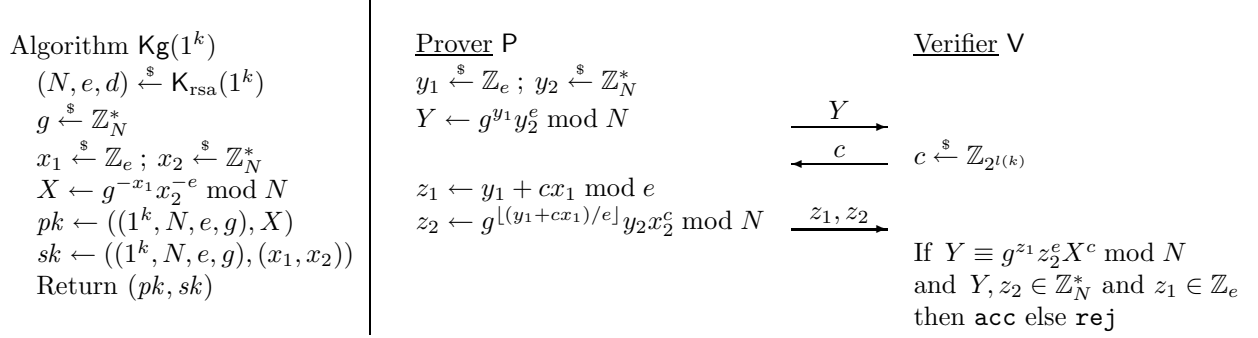 Algorithm Kg(1^k)
(N, e, d) ←$ K_rsa(1^k)
g ←$ ℤ*_N
x_1 ←$ ℤ_e ; x_2 ←$ ℤ*_N
X ← g^{−x_1} x_2^{−e} mod N
pk ← ((1^k, N, e, g), X)
sk ← ((1^k, N, e, g), (x_1, x_2))
Return (pk, sk)
Prover P
y_1 ←$ ℤ_e ; y_2 ←$ ℤ*_N
Y ← g^{y_1} y_2^e mod N
z_1 ← y_1 + cx_1 mod e
z_2 ← g^{⌊(y_1+cx_1)/e⌋} y_2 x_2^c mod N
Y
c
z_1, z_2
Verifier V
c ←$ ℤ_{2^{l(k)}}
If Y ≡ g^{z_1} z_2^e X^c mod N
and Y, z_2 ∈ ℤ*_N and z_1 ∈ ℤ_e
then acc else rej